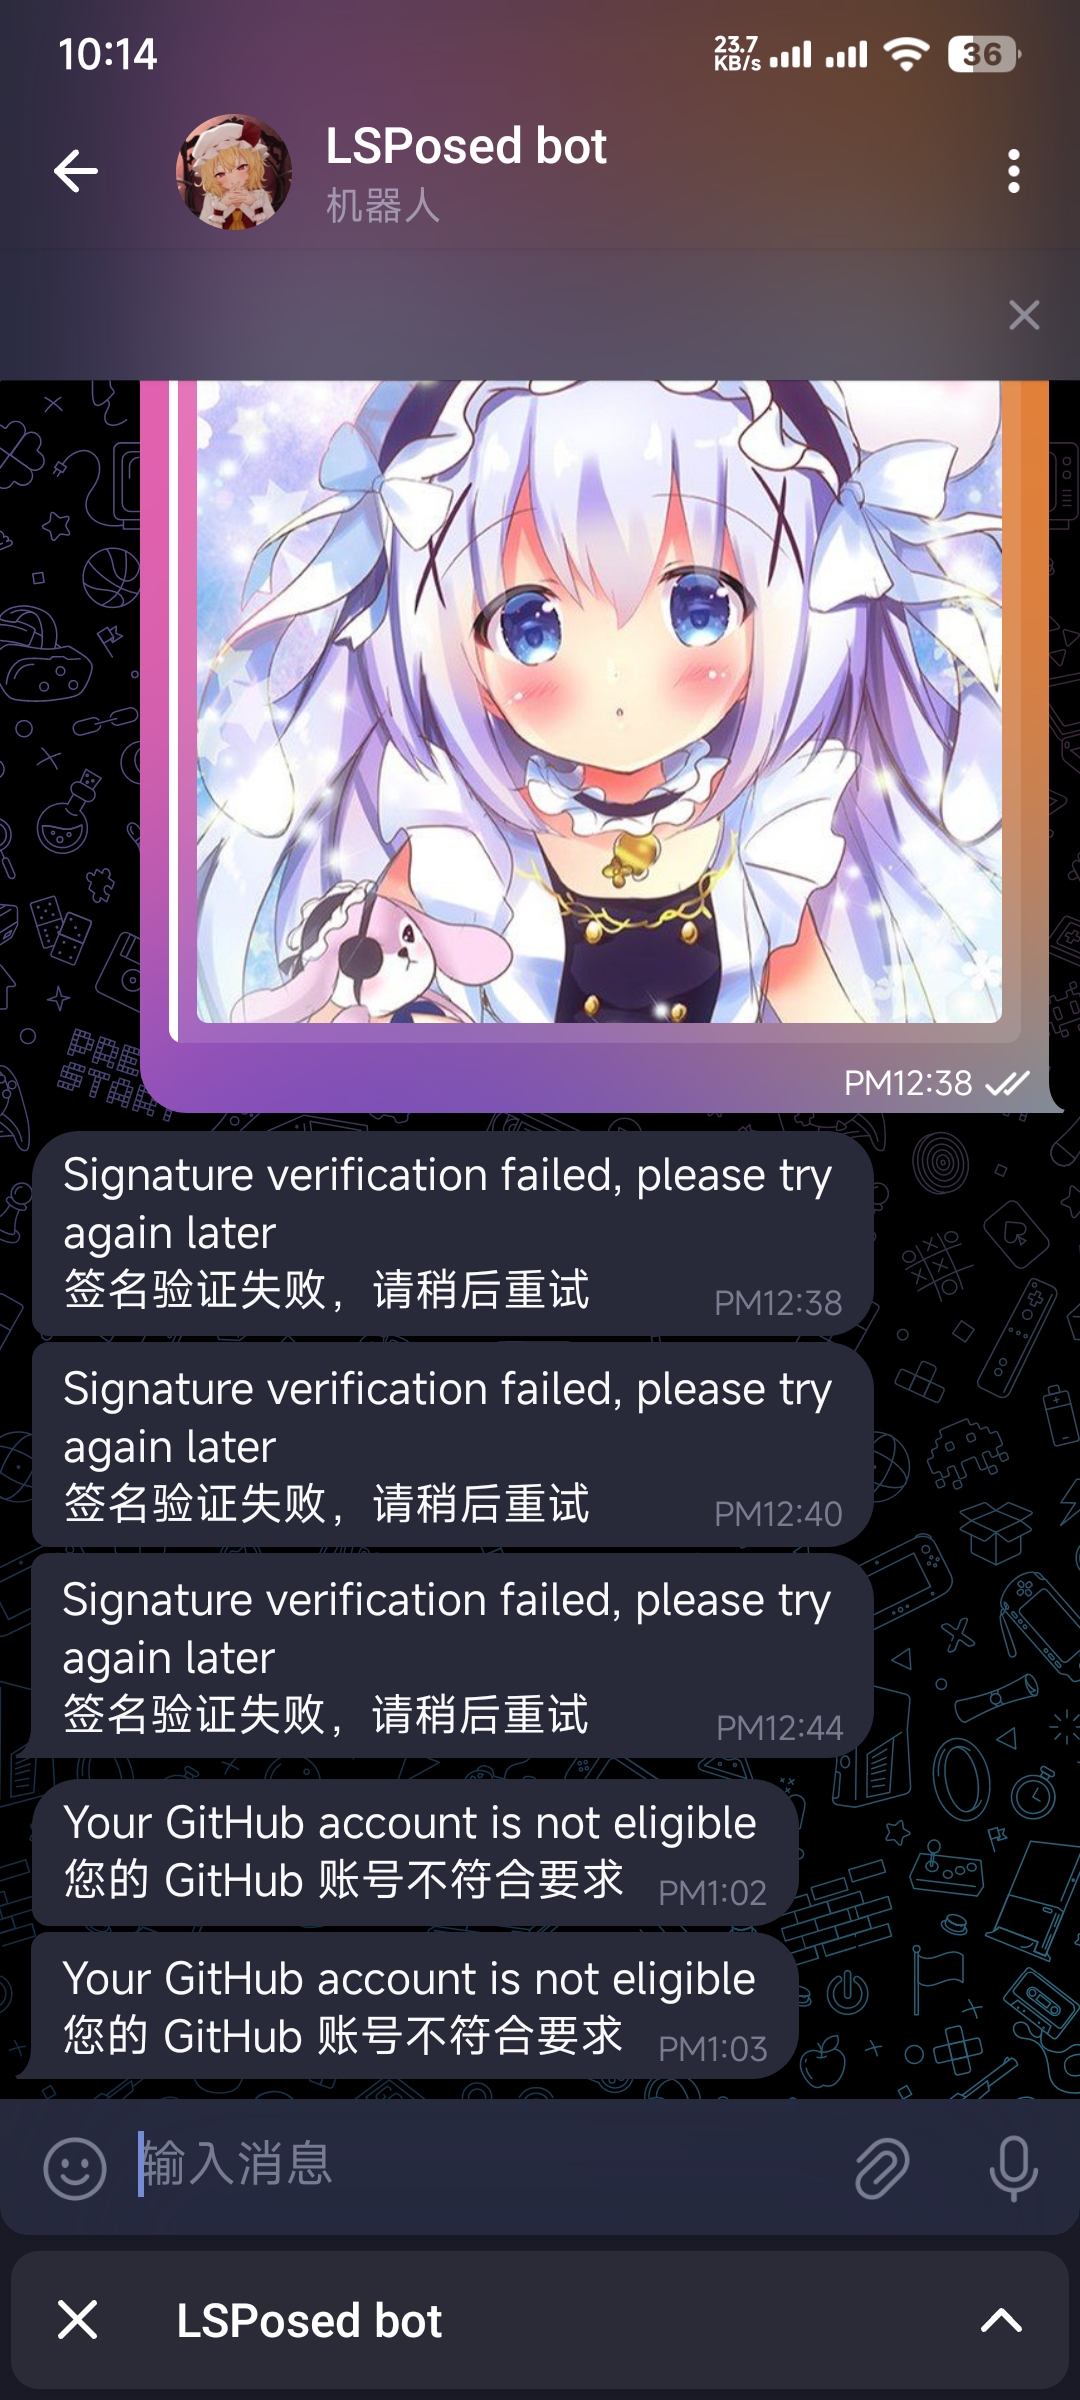 10:14
23.7
KB/s
36
LSPosed bot
机器人
PM12:38
Signature verification failed, please try
again later
签名验证失败，请稍后重试
PM12:38
Signature verification failed, please try
again later
签名验证失败，请稍后重试
PM12:40
Signature verification failed, please try
again later
签名验证失败，请稍后重试
PM12:44
Your GitHub account is not eligible
您的 GitHub 账号不符合要求
PM1:02
Your GitHub account is not eligible
您的 GitHub 账号不符合要求
PM1:03
输入消息
LSPosed bot